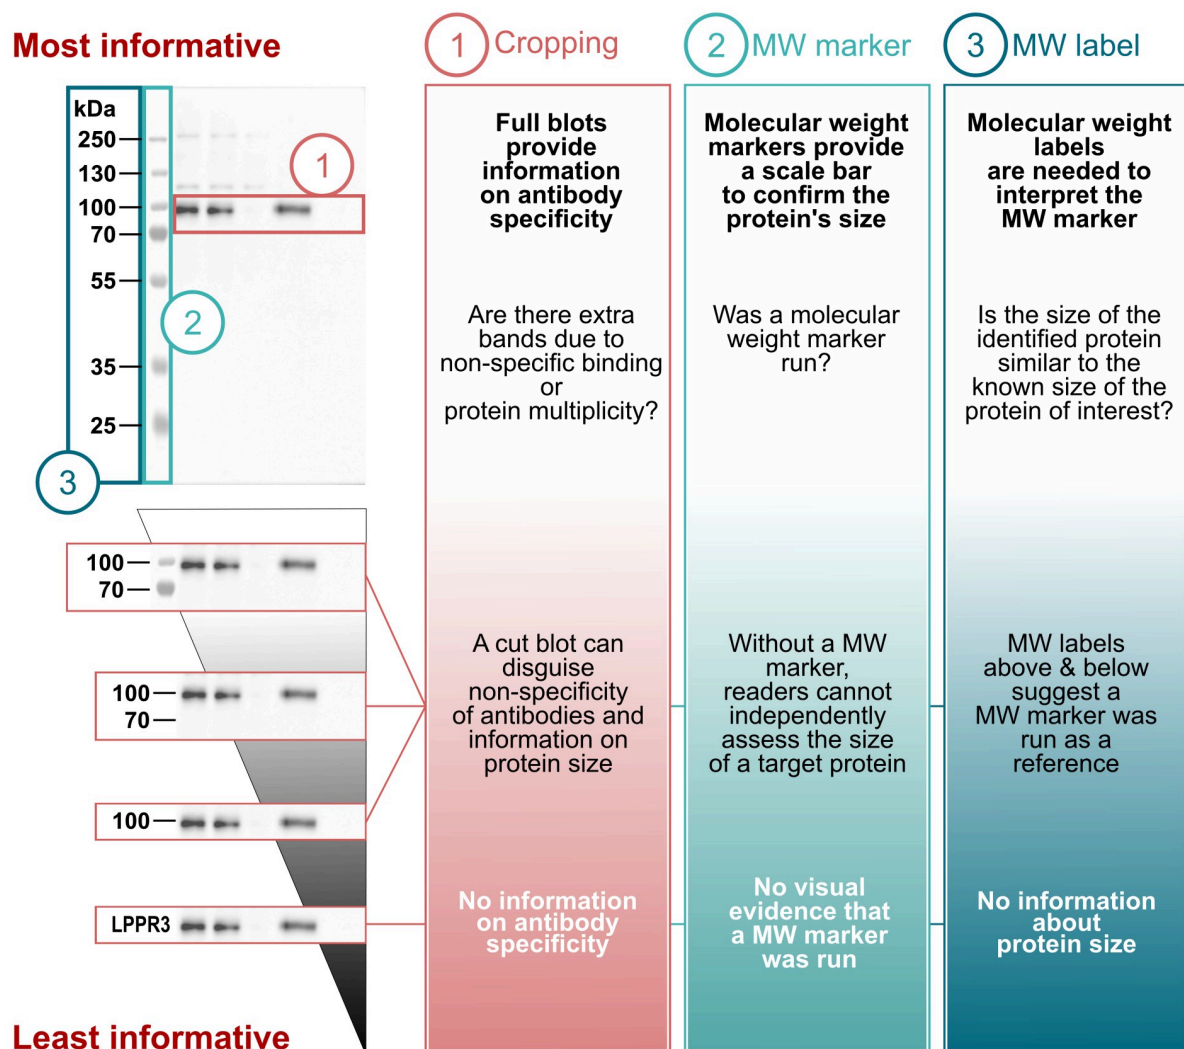 Most informative
1 Cropping
2 MW marker
3 MW label
kDa
250
130
100
70
55
35
25
1
2
3
Full blots
provide
information
on antibody
specificity
Are there extra
bands due to
non-specific binding
or
protein multiplicity?
A cut blot can
disguise
non-specificity
of antibodies and
information on
protein size
No information
on antibody
specificity
Molecular weight
markers provide
a scale bar
to confirm the
protein's size
Was a molecular
weight marker
run?
Without a MW
marker,
readers cannot
independently
assess the size
of a target protein
No visual
evidence that
a MW marker
was run
Molecular weight
labels
are needed to
interpret the
MW marker
Is the size of the
identified protein
similar to the
known size of the
protein of interest?
MW labels
above & below
suggest a
MW marker was
run as a
reference
No information
about
protein size
100
70
100
70
100
LPPR3
Least informative